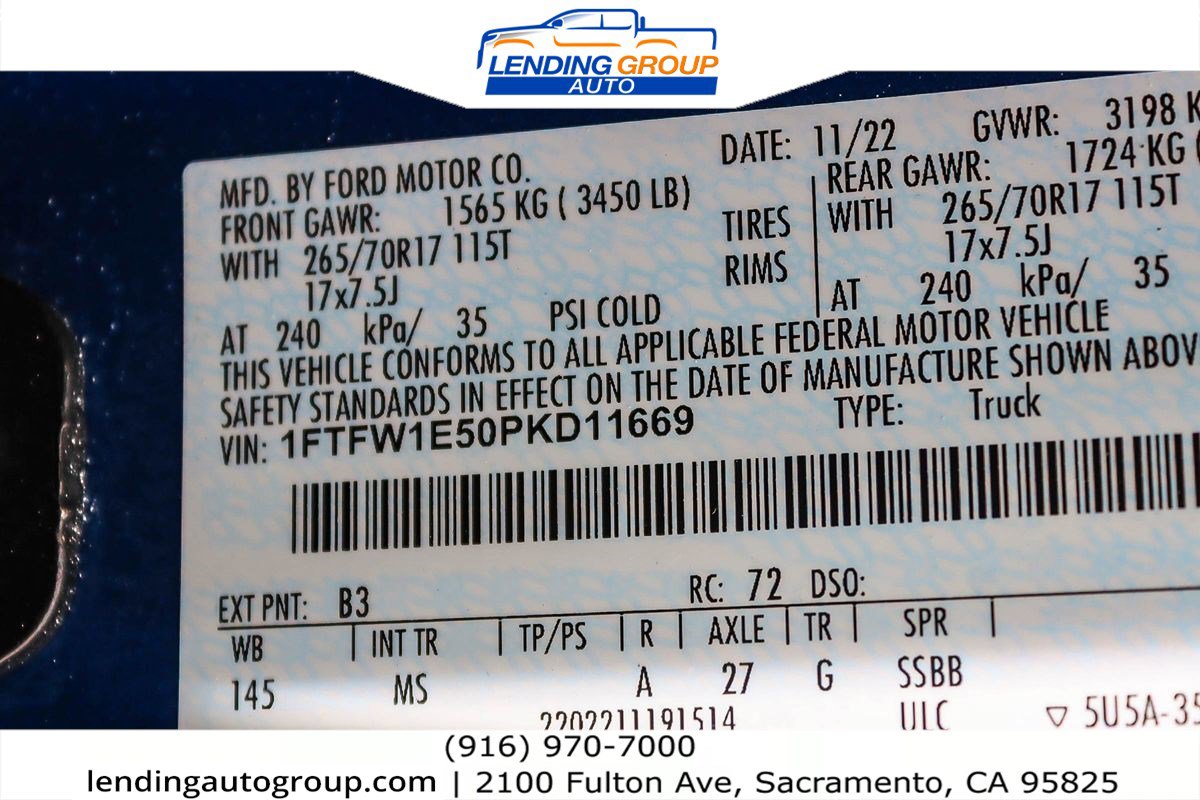 LENDING GROUP
AUTO
MFD. BY FORD MOTOR CO.
DATE: 11/22
GVWR: 3198 K
FRONT GAWR: 1565 KG ( 3450 LB)
REAR GAWR: 1724 KG (
WITH 265/70R17 115T
TIRES
WITH 265/70R17 115T
17x7.5J
RIMS
17x7.5J
AT 240 kPa/ 35 PSI COLD
AT 240 kPa/ 35
THIS VEHICLE CONFORMS TO ALL APPLICABLE FEDERAL MOTOR VEHICLE
SAFETY STANDARDS IN EFFECT ON THE DATE OF MANUFACTURE SHOWN ABOV
VIN: 1FTFW1E50PKD11669
TYPE: Truck
EXT PNT: B3
RC: 72 DSO:
WB INT TR TP/PS R AXLE TR SPR
145 MS A 27 G SSBB
2202211191514 ULC ▽ 5U5A-35
(916) 970-7000
lendingautogroup.com | 2100 Fulton Ave, Sacramento, CA 95825